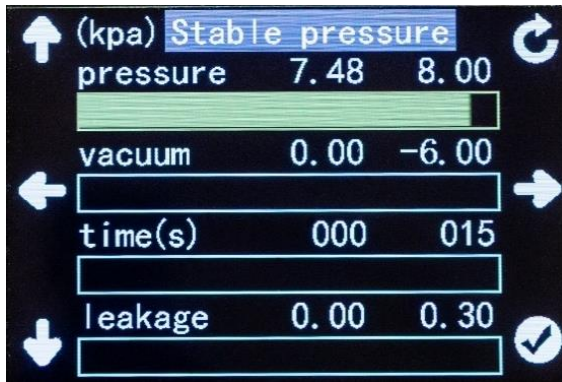 (kpa) Stable pressure
pressure 7.48 8.00
vacuum 0.00 -6.00
time(s) 000 015
leakage 0.00 0.30